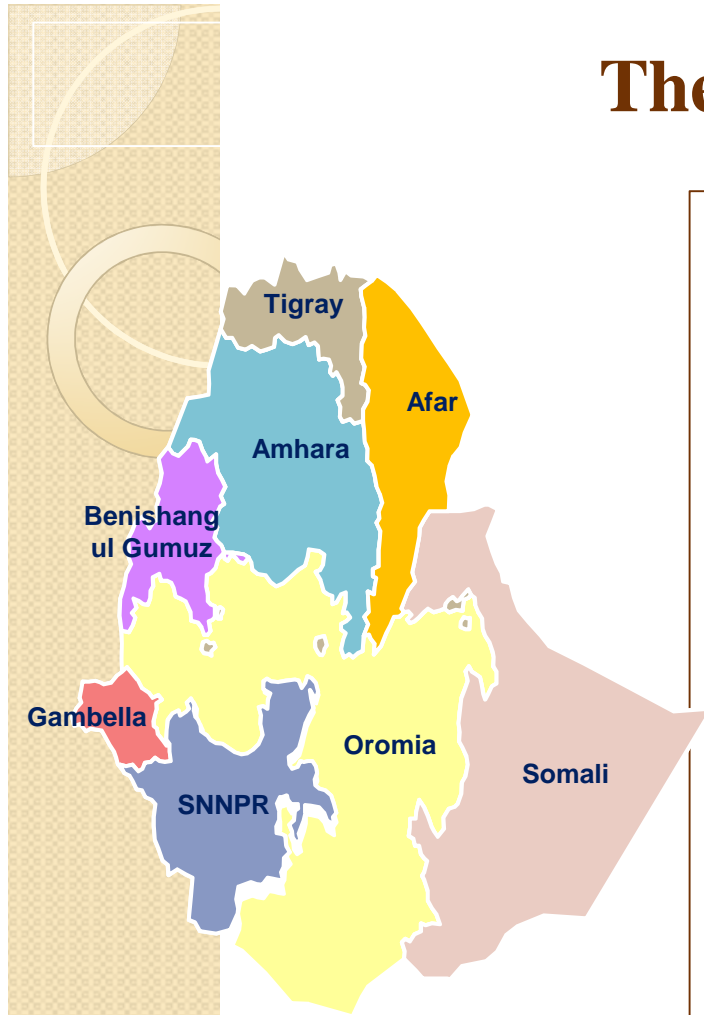 The
Tigray
Afar
Amhara
Benishang
ul Gumuz
Gambella
Oromia
Somali
SNNPR